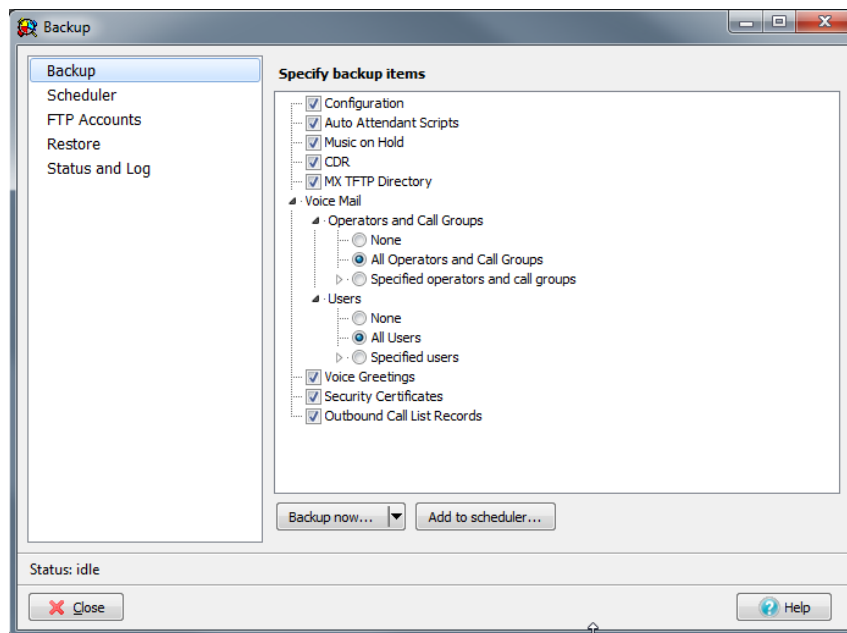 Backup
Backup
Scheduler
FTP Accounts
Restore
Status and Log
Specify backup items
Configuration
Auto Attendant Scripts
Music on Hold
CDR
MX TFTP Directory
Voice Mail
Operators and Call Groups
None
All Operators and Call Groups
Specified operators and call groups
Users
None
All Users
Specified users
Voice Greetings
Security Certificates
Outbound Call List Records
Backup now... Add to scheduler...
Status: idle
Close Help